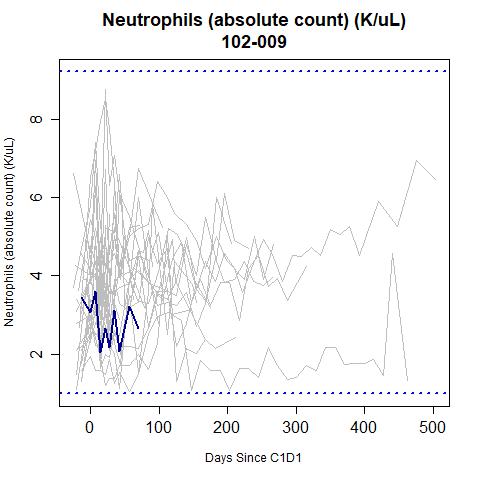 Neutrophils (absolute count) (K/uL)
102-009
Neutrophils (absolute count) (K/uL)
8
6
4
2
0 100 200 300 400 500
Days Since C1D1